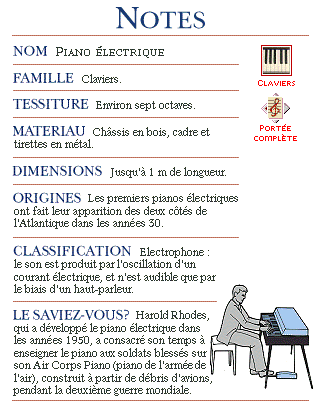 NOTES
NOM PIANO ÉLECTRIQUE
FAMILLE Claviers.
CLAVIERS
TESSITURE Environ sept octaves.
MATERIAU Châssis en bois, cadre et
tirettes en métal.
PORTÉE
COMPLÈTE
DIMENSIONS Jusqu'à 1 m de longueur.
ORIGINES Les premiers pianos électriques
ont fait leur apparition des deux côtés de
l'Atlantique dans les années 30.
CLASSIFICATION Electrophone :
le son est produit par l'oscillation d'un
courant électrique, et n'est audible que par
le biais d'un haut-parleur.
LE SAVIEZ-VOUS? Harold Rhodes,
qui a développé le piano électrique dans
les années 1950, a consacré son temps à
enseigner le piano aux soldats blessés sur
son Air Corps Piano (piano de l'armée de
l'air), construit à partir de débris d'avions,
pendant la deuxième guerre mondiale.